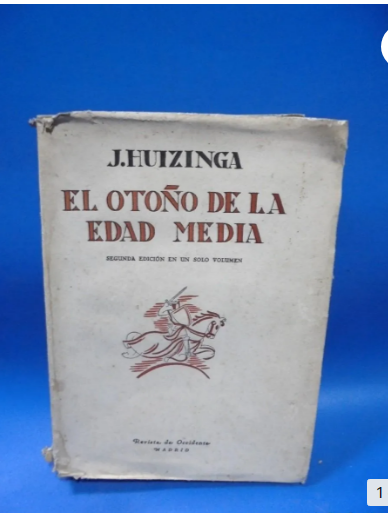 J. HUIZINGA
EL OTOÑO DE LA
EDAD MEDIA
SEGUNDA EDICIÓN EN UN SOLO VOLUMEN
Revista de Occidente
MADRID
1